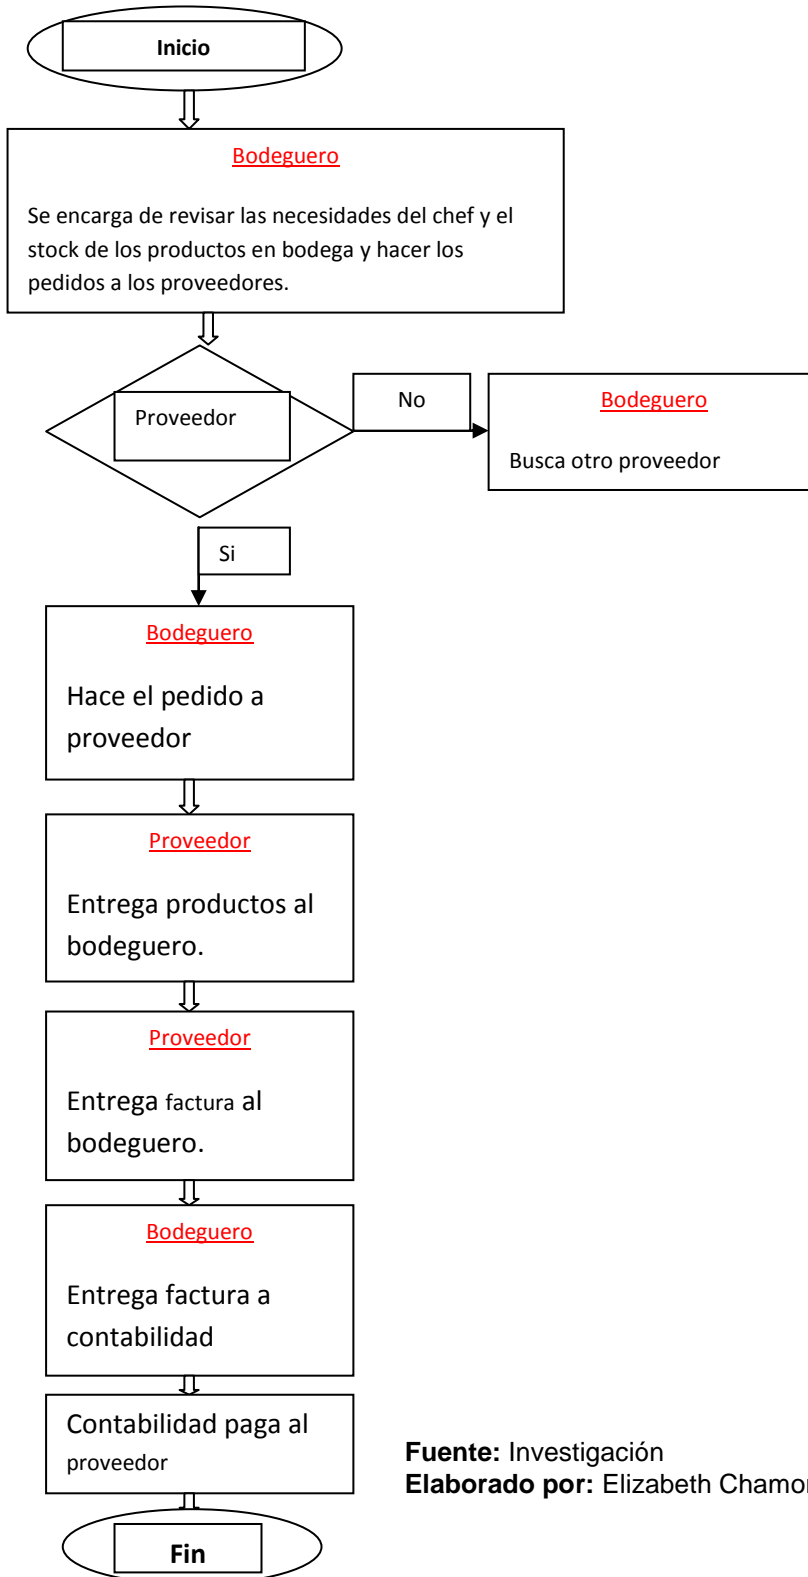 Inicio
Bodeguero
Se encarga de revisar las necesidades del chef y el
stock de los productos en bodega y hacer los
pedidos a los proveedores.
Proveedor
No
Bodeguero
Busca otro proveedor
Si
Bodeguero
Hace el pedido a
proveedor
Proveedor
Entrega productos al
bodeguero.
Proveedor
Entrega factura al
bodeguero.
Bodeguero
Entrega factura a
contabilidad
Contabilidad paga al
proveedor
Fuente: Investigación
Elaborado por: Elizabeth
Fin